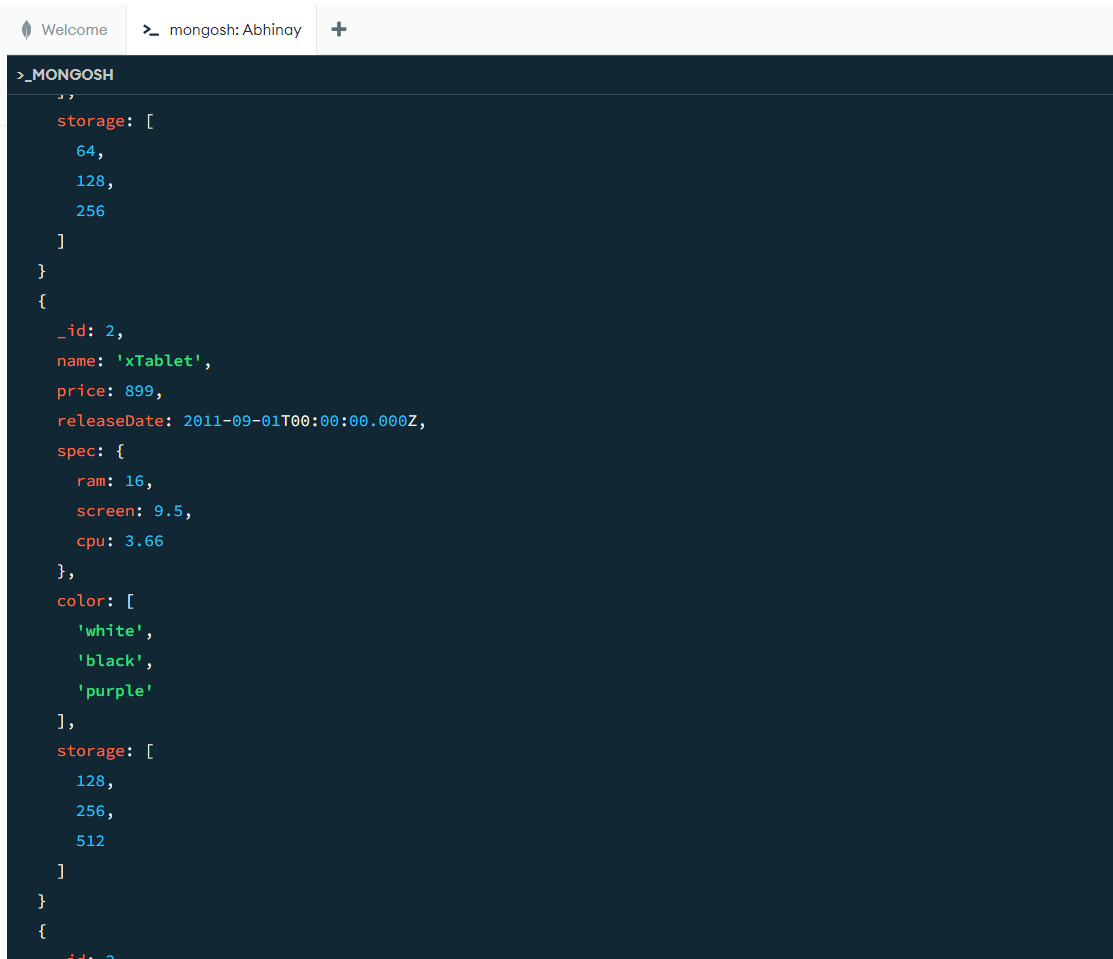 Welcome
mongosh: Abhinay
>_MONGOSH
],
storage: [
64,
128,
256
]
}
{
_id: 2,
name: 'xTablet',
price: 899,
releaseDate: 2011-09-01T00:00:00.000Z,
spec: {
ram: 16,
screen: 9.5,
cpu: 3.66
},
color: [
'white',
'black',
'purple'
],
storage: [
128,
256,
512
]
}
{